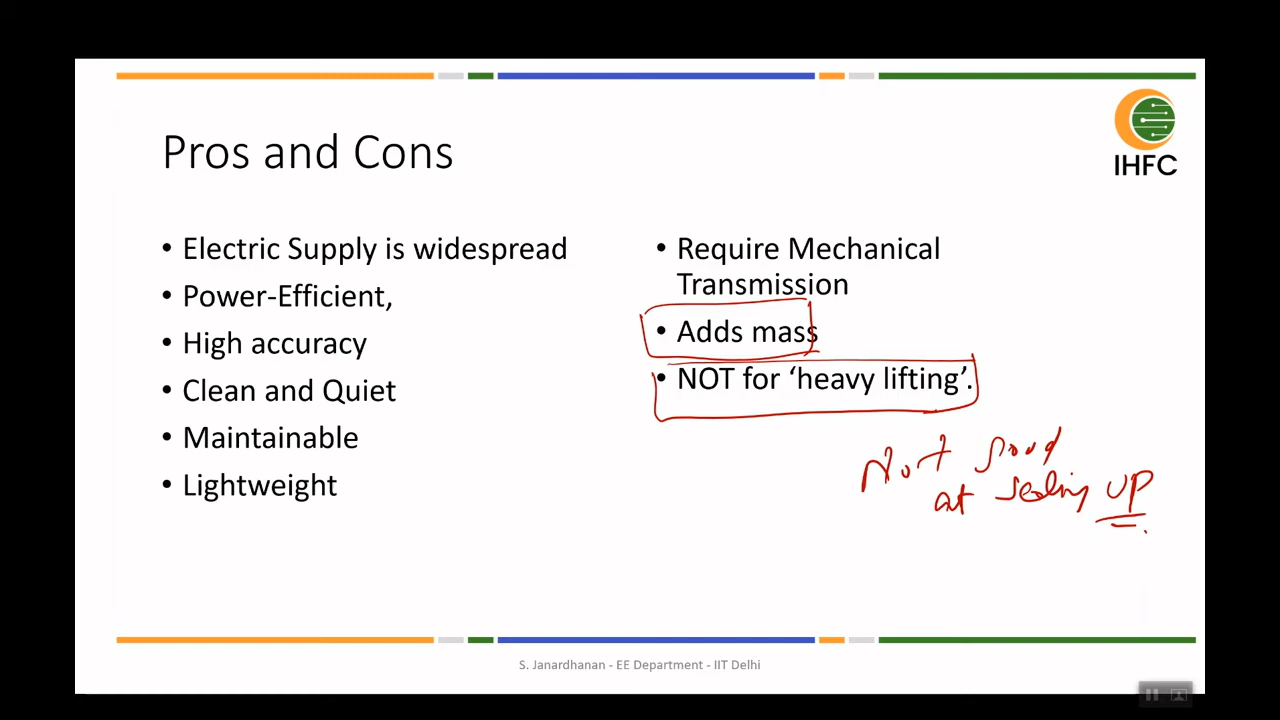 IHFC
Pros and Cons
• Electric Supply is widespread
• Power-Efficient,
• High accuracy
• Clean and Quiet
• Maintainable
• Lightweight
• Require Mechanical
Transmission
• Adds mass
• NOT for ‘heavy lifting’.
Not good
at scaling up
S. Janardhanan - EE Department - IIT Delhi